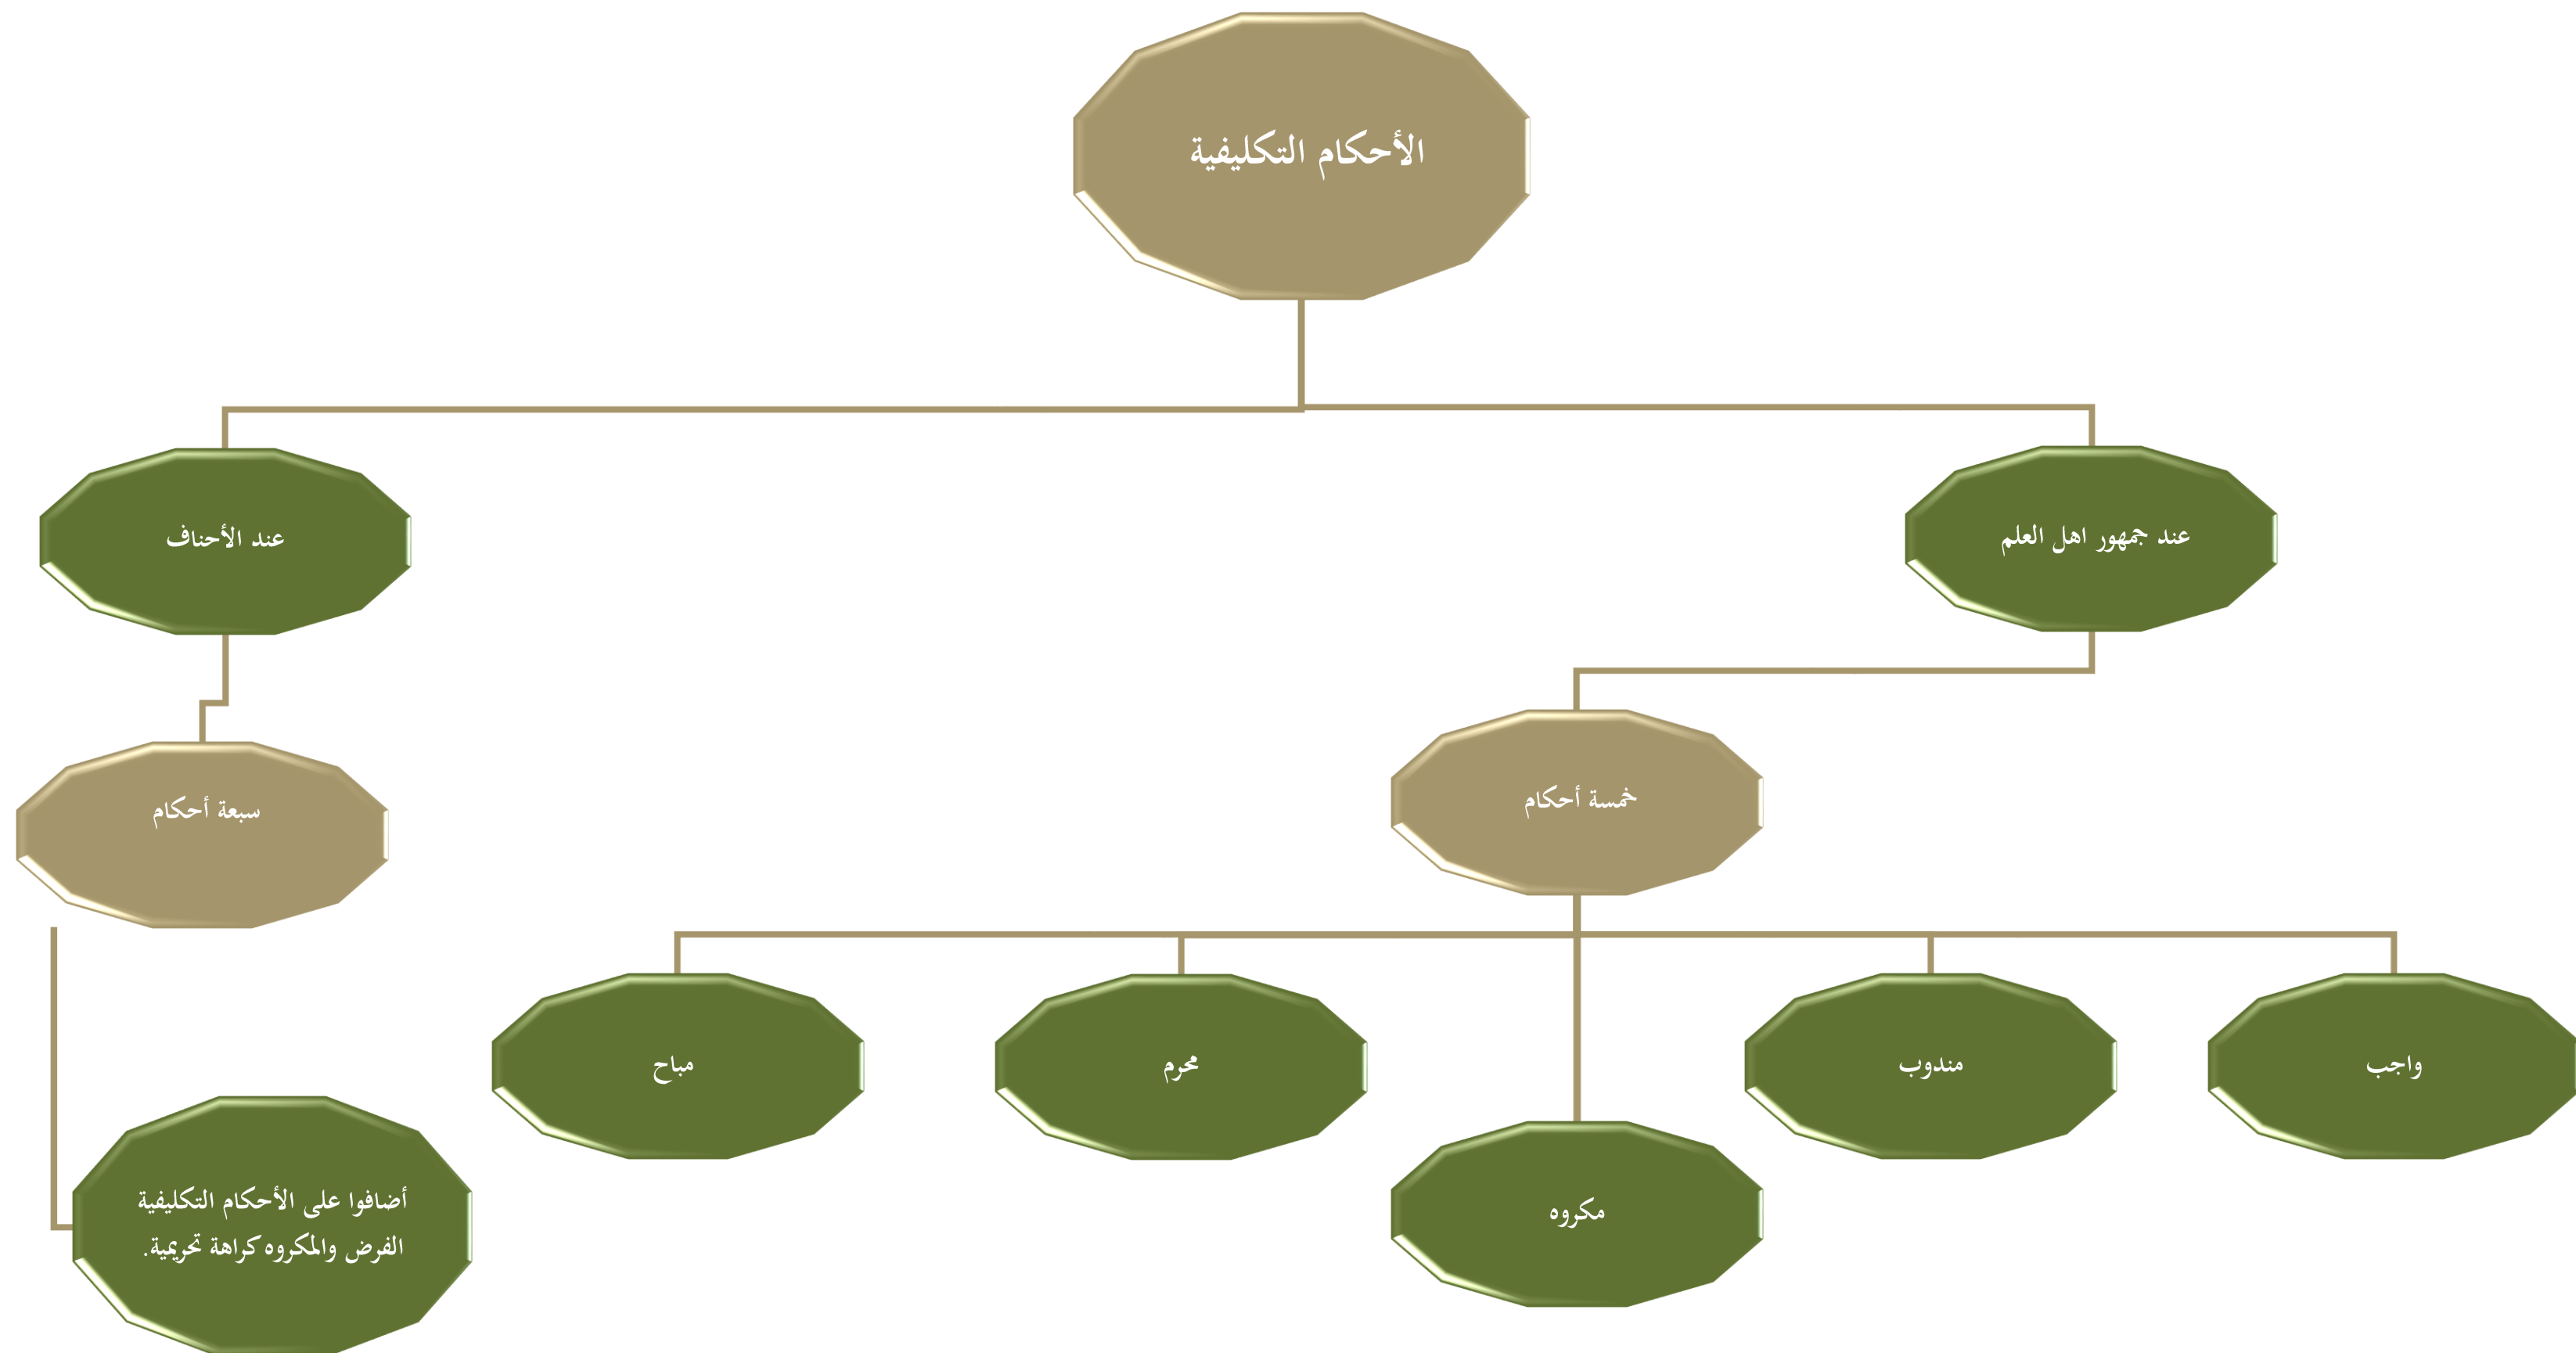 الأحكام التكليفية
عند جمهور اهل العلم
عند الأحناف
خمسة أحكام
سبعة أحكام
واجب
مندوب
مكروه
محرم
مباح
أضافوا على الأحكام التكليفية
الفرض والمكروه كراهة تحريمية.